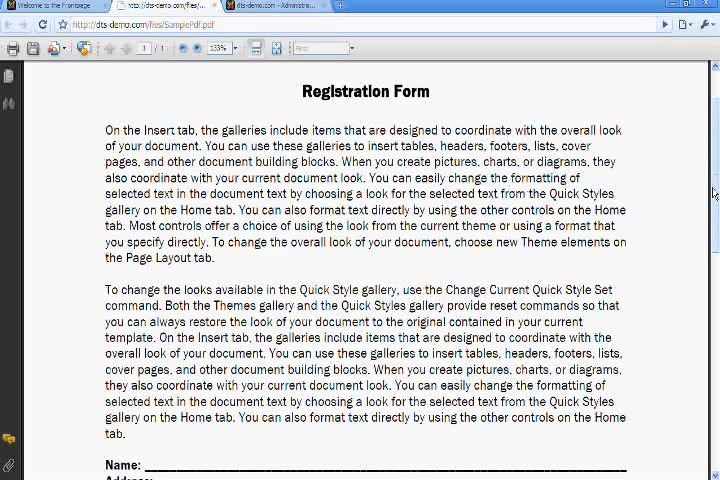 Welcome to the Frontpage
http://dts-demo.com/fies/...
dts-demo.com - Administra...
http://dts-demo.com/fies/SamplePdf.pdf
1 / 1
153%
Find
Registration Form
On the Insert tab, the galleries include items that are designed to coordinate with the overall look
of your document. You can use these galleries to insert tables, headers, footers, lists, cover
pages, and other document building blocks. When you create pictures, charts, or diagrams, they
also coordinate with your current document look. You can easily change the formatting of
selected text in the document text by choosing a look for the selected text from the Quick Styles
gallery on the Home tab. You can also format text directly by using the other controls on the Home
tab. Most controls offer a choice of using the look from the current theme or using a format that
you specify directly. To change the overall look of your document, choose new Theme elements on
the Page Layout tab.
To change the looks available in the Quick Style gallery, use the Change Current Quick Style Set
command. Both the Themes gallery and the Quick Styles gallery provide reset commands so that
you can always restore the look of your document to the original contained in your current
template. On the Insert tab, the galleries include items that are designed to coordinate with the
overall look of your document. You can use these galleries to insert tables, headers, footers, lists,
cover pages, and other document building blocks. When you create pictures, charts, or diagrams,
they also coordinate with your current document look. You can easily change the formatting of
selected text in the document text by choosing a look for the selected text from the Quick Styles
gallery on the Home tab. You can also format text directly by using the other controls on the Home
tab.
Name:
Address: